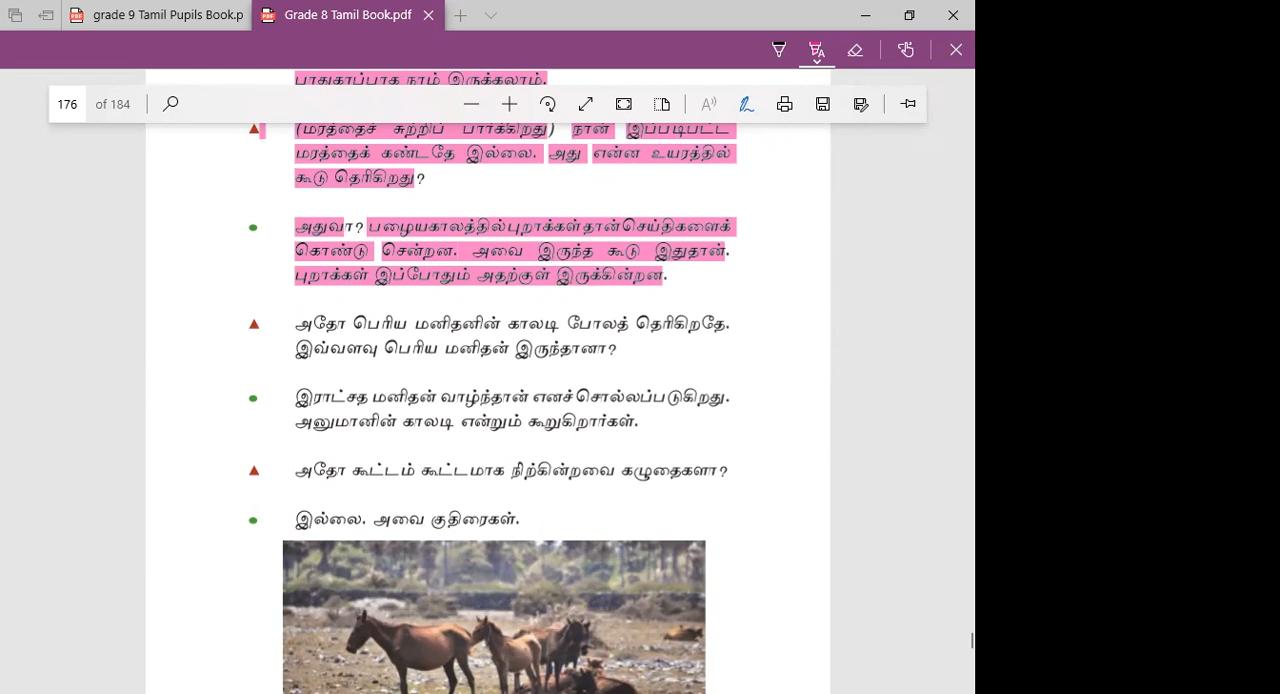 grade 9 Tamil Pupils Book.p
Grade 8 Tamil Book.pdf
176 of 184
பாதுகாப்பாக நாம் இருக்கலாம்.
(மரத்தைச் சுற்றிப் பார்க்கிறது) நான் இப்படிபட்ட
மரத்தைக் கண்டதே இல்லை. அது என்ன உயரத்தில்
கூடு தெரிகிறது?
அதுவா? பழையகாலத்தில்புறாக்கள்தான்செய்திகளைக்
கொண்டு சென்றன. அவை இருந்த கூடு இதுதான்.
புறாக்கள் இப்போதும் அதற்குள் இருக்கின்றன.
அதோ பெரிய மனிதனின் காலடி போலத் தெரிகிறதே.
இவ்வளவு பெரிய மனிதன் இருந்தானா?
இராட்சத மனிதன் வாழ்ந்தான் எனச்சொல்லப்படுகிறது.
அனுமானின் காலடி என்றும் கூறுகிறார்கள்.
அதோ கூட்டம் கூட்டமாக நிற்கின்றவை கழுதைகளா?
இல்லை. அவை குதிரைகள்.